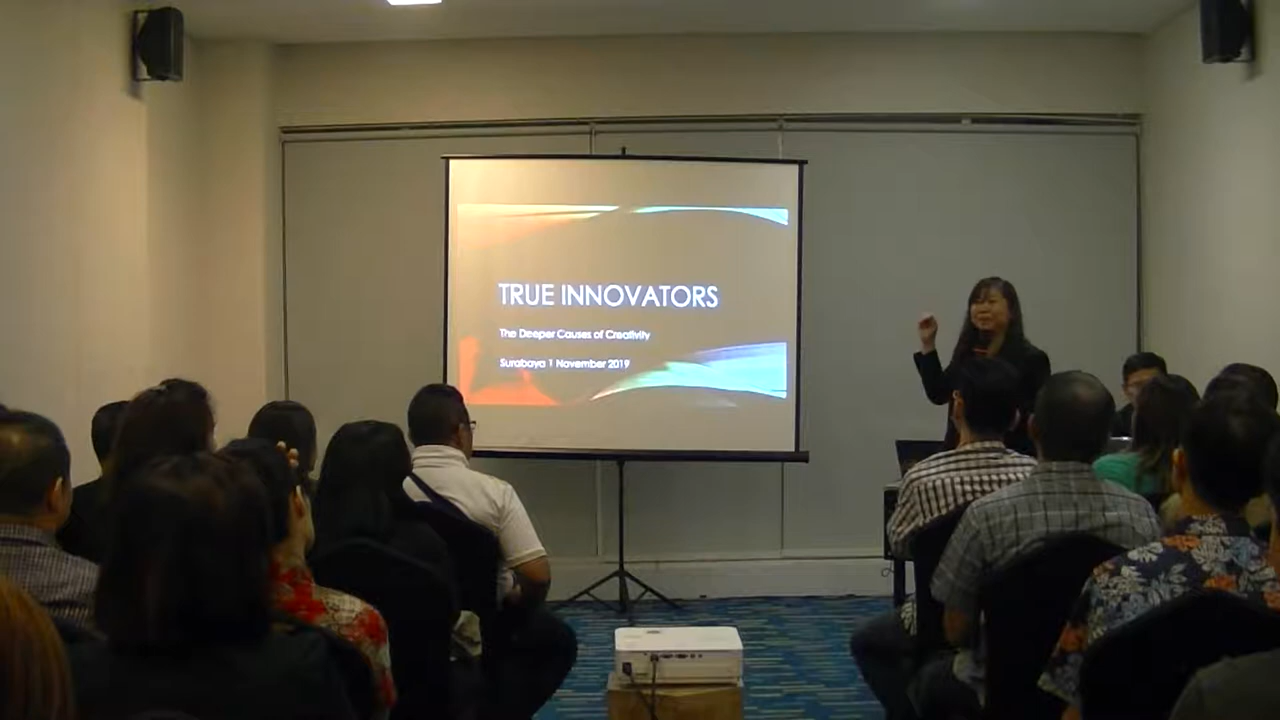 TRUE INNOVATORS
The Deeper Causes of Creativity
Surabaya 1 November 2019